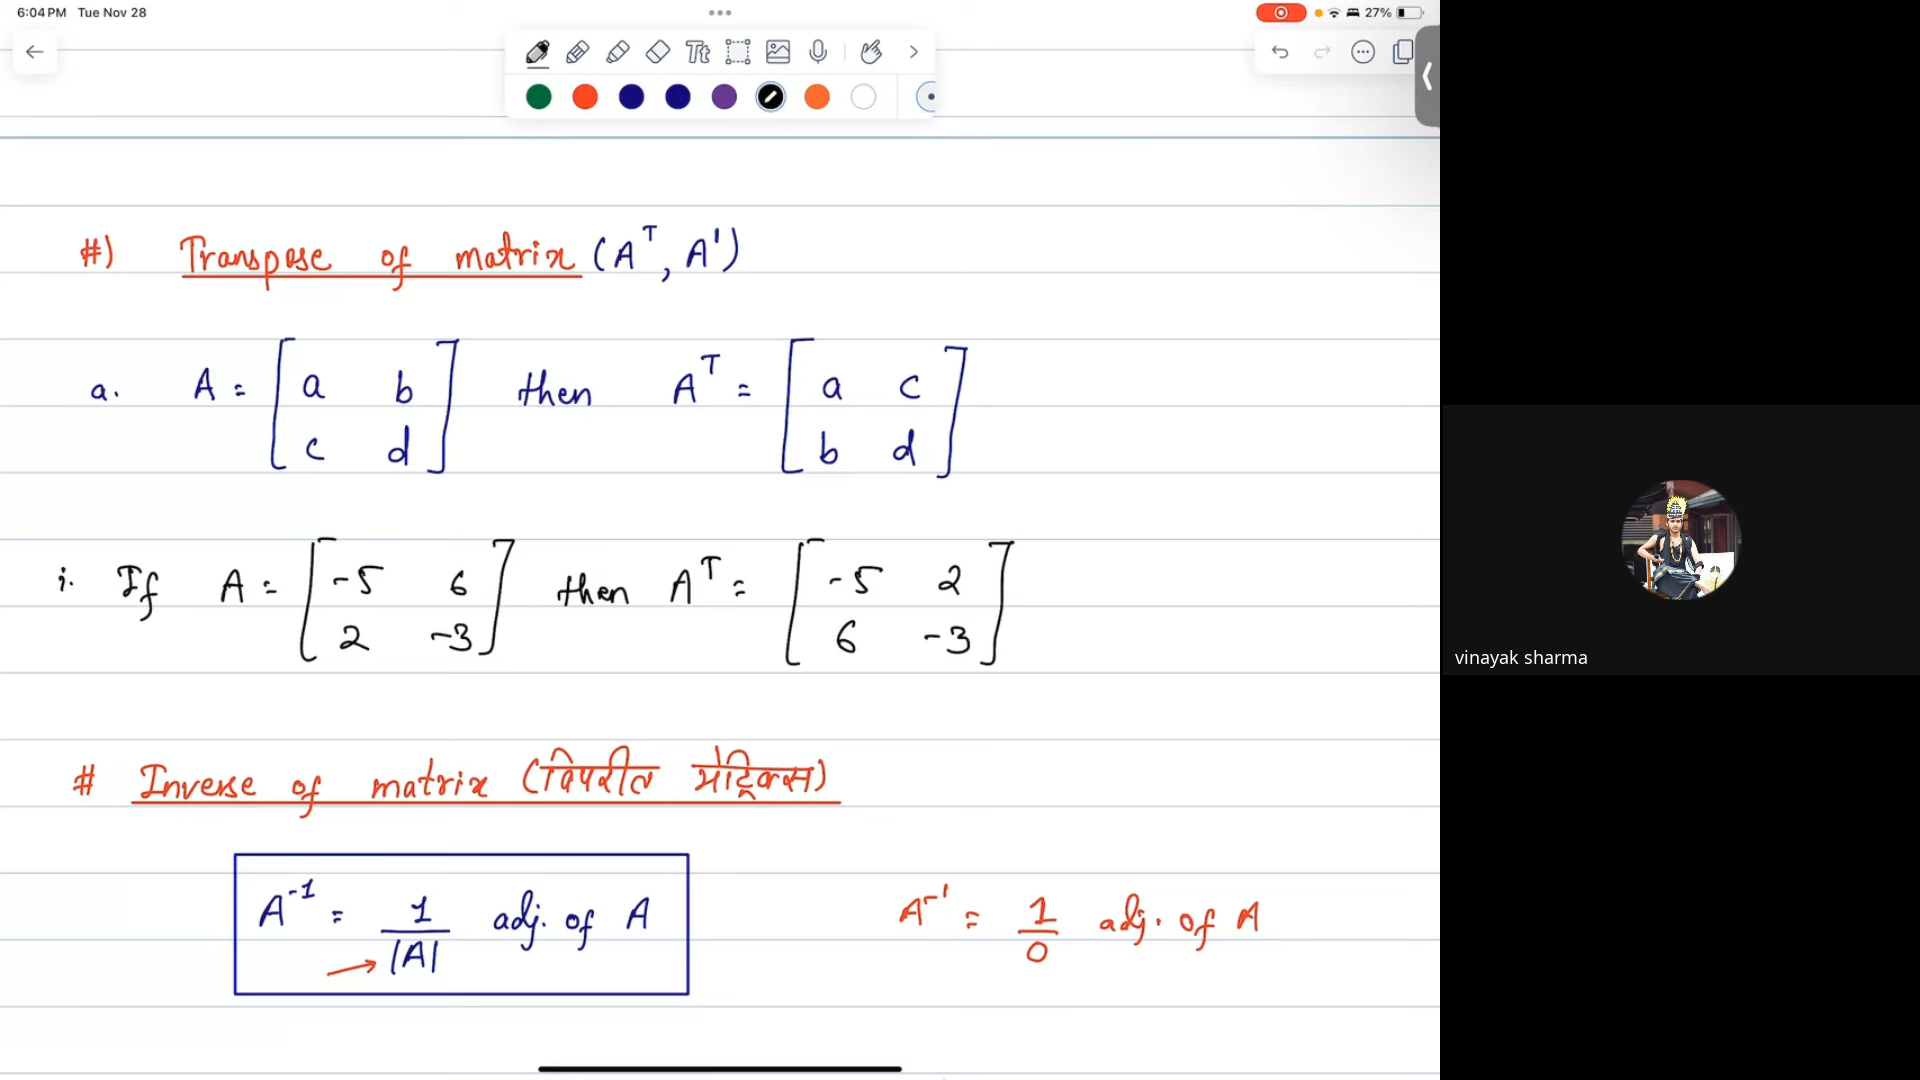 6:04 PM Tue Nov 28
27%
Tt
#) Transpose of matrix (Aᵀ, A')
a. A = [a b; c d] then Aᵀ = [a c; b d]
i. If A = [-5 6; 2 -3] then Aᵀ = [-5 2; 6 -3]
# Inverse of matrix (विपरीत मेट्रिक्स)
A⁻¹ = 1/|A| adj. of A
A⁻¹ = 1/0 adj. of A
vinayak sharma